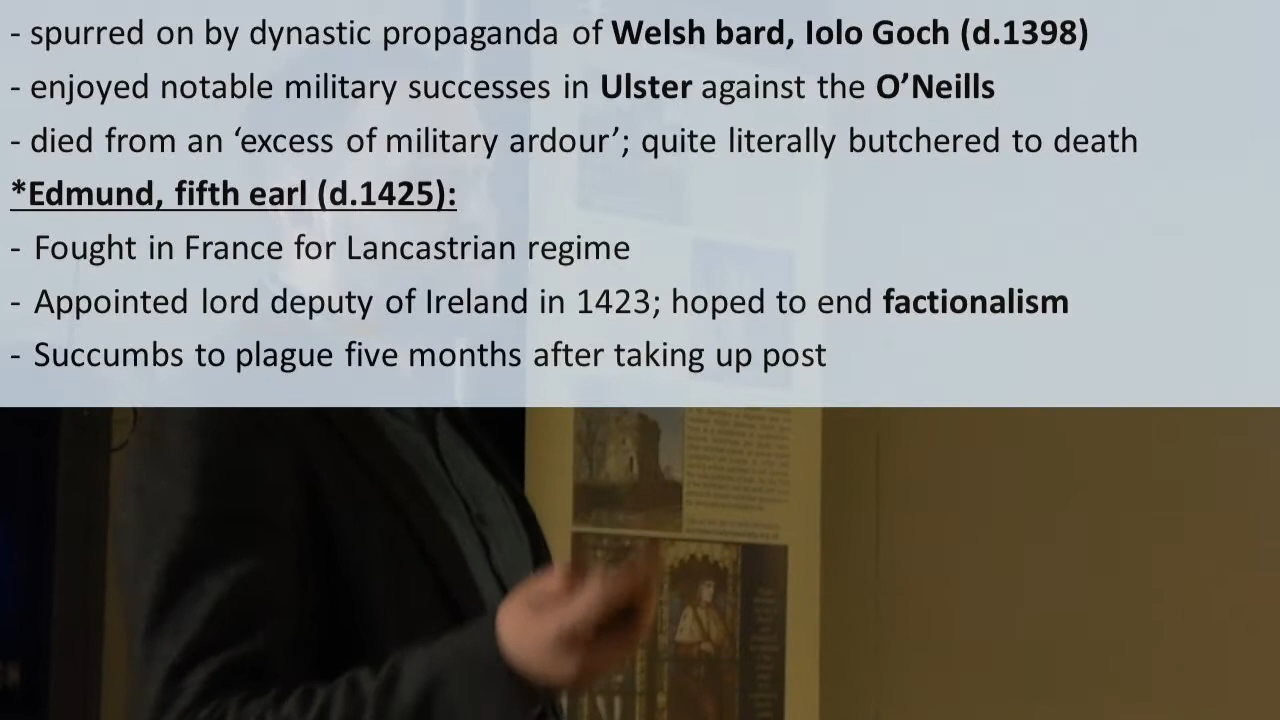 - spurred on by dynastic propaganda of Welsh bard, Iolo Goch (d.1398)
- enjoyed notable military successes in Ulster against the O’Neills
- died from an ‘excess of military ardour’; quite literally butchered to death
*Edmund, fifth earl (d.1425):
- Fought in France for Lancastrian regime
- Appointed lord deputy of Ireland in 1423; hoped to end factionalism
- Succumbs to plague five months after taking up post